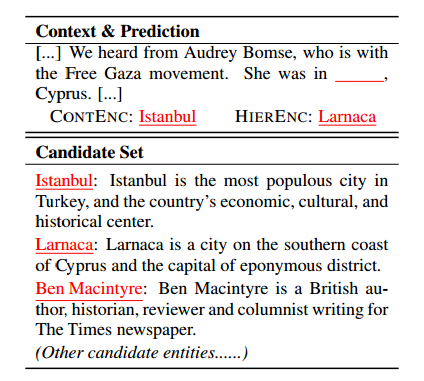 Context & Prediction
[...] We heard from Audrey Bomse, who is with
the Free Gaza movement. She was in _____,
Cyprus. [...]
CONTENC: Istanbul HIERENC: Larnaca
Candidate Set
Istanbul: Istanbul is the most populous city in
Turkey, and the country's economic, cultural, and
historical center.
Larnaca: Larnaca is a city on the southern coast
of Cyprus and the capital of eponymous district.
Ben Macintyre: Ben Macintyre is a British au-
thor, historian, reviewer and columnist writing for
The Times newspaper.
(Other candidate entities......)